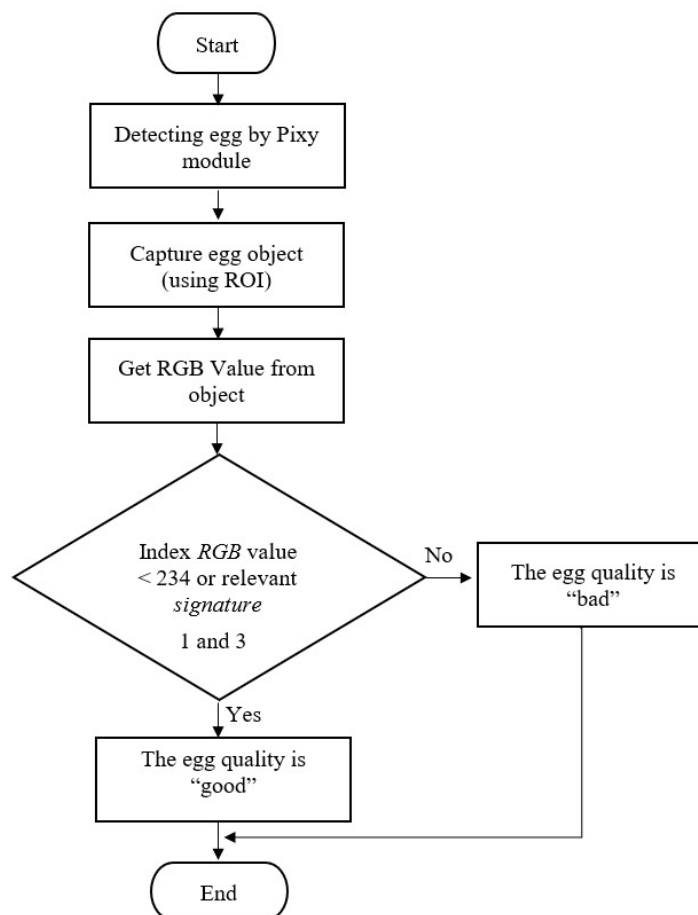 Start
Detecting egg by Pixy
module
Capture egg object
(using ROI)
Get RGB Value from
object
Index RGB value
< 234 or relevant
signature
1 and 3
No
The egg quality is
“bad”
Yes
The egg quality is
“good”
End